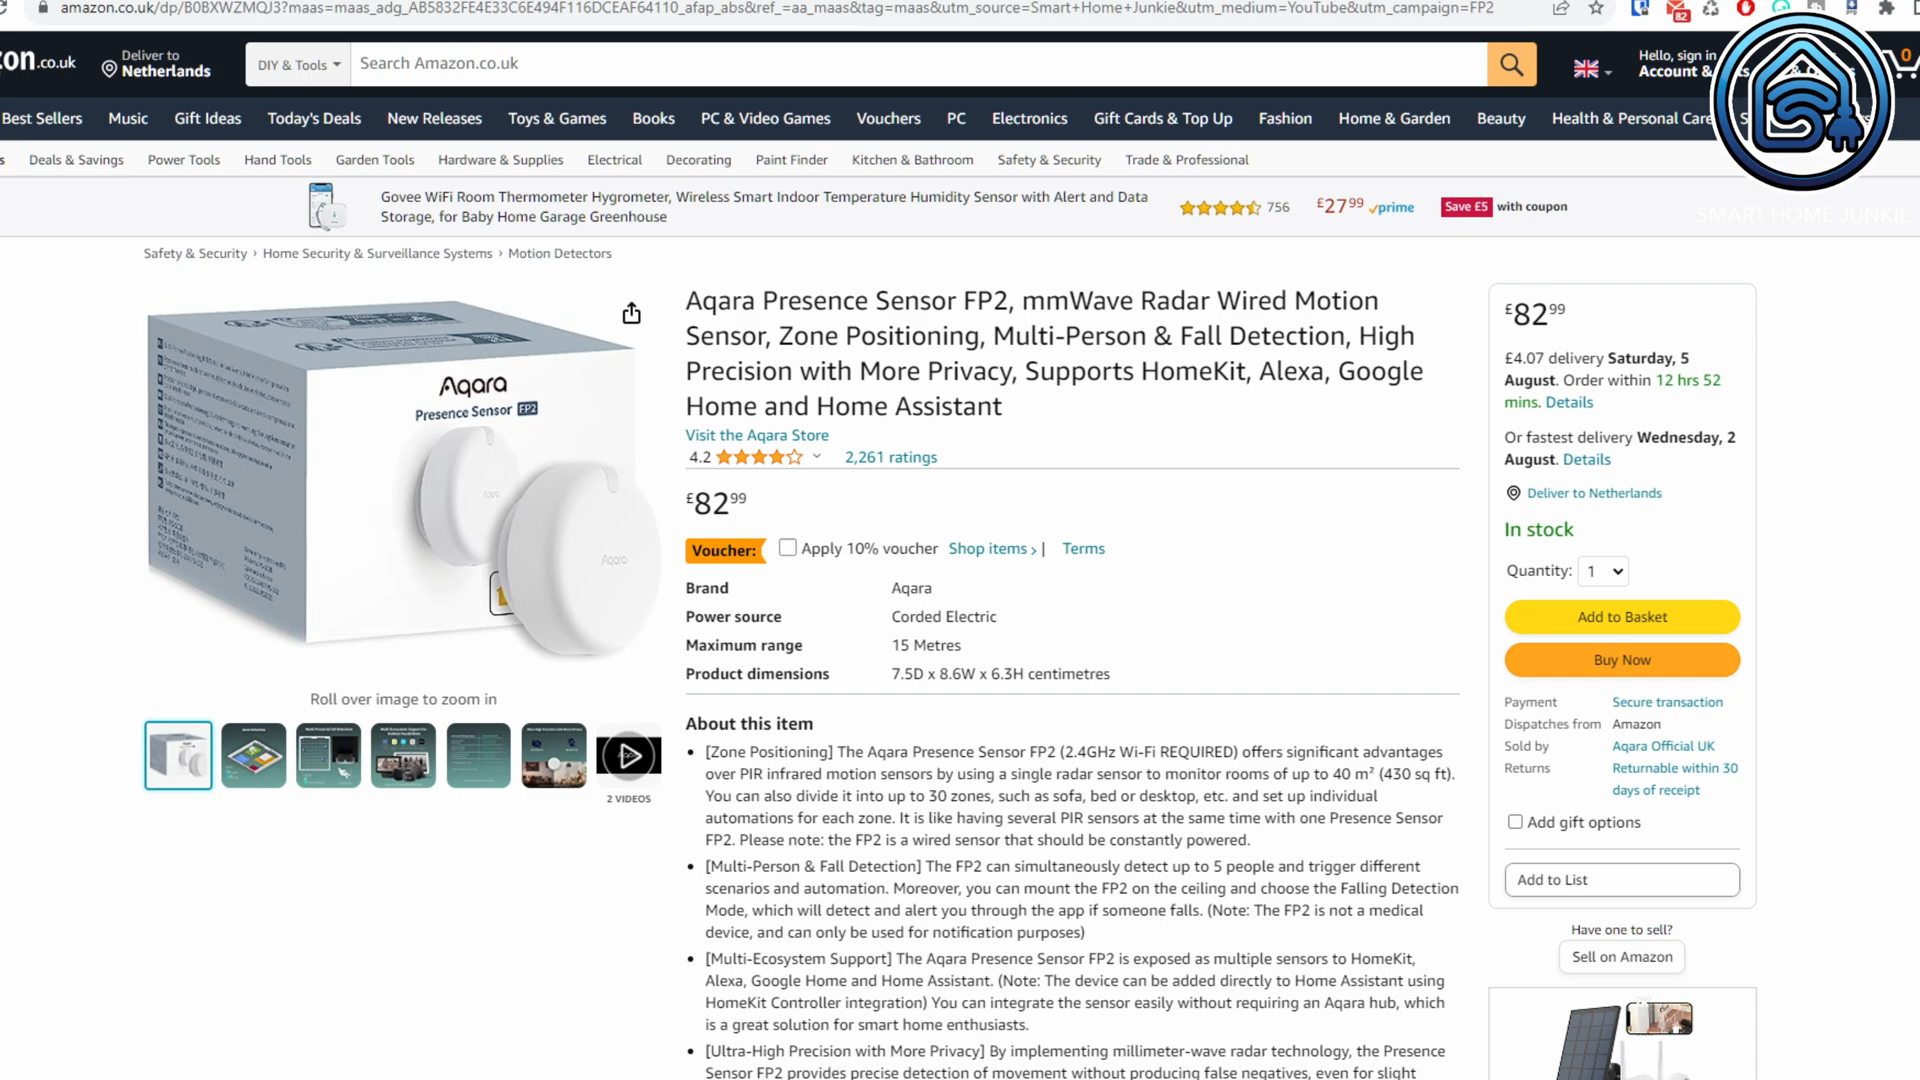 amazon.co.uk/dp/B0BXWZMQJ3?maas=maas_adg_AB5832FE4E33C6E494F116DCEAF64110_afap_abs&ref_=aa_maas&tag=maas&utm_source=Smart+Home+Junkie&utm_medium=YouTube&utm_campaign=FP2
82
zon.co.uk
Deliver to
Netherlands
DIY & Tools
Search Amazon.co.uk
Hello, sign in
Account &
0
Best Sellers Music Gift Ideas Today's Deals New Releases Toys & Games Books PC & Video Games Vouchers PC Electronics Gift Cards & Top Up Fashion Home & Garden Beauty Health & Personal Care
s Deals & Savings Power Tools Hand Tools Garden Tools Hardware & Supplies Electrical Decorating Paint Finder Kitchen & Bathroom Safety & Security Trade & Professional
SMART HOME JUNKIE
Govee WiFi Room Thermometer Hygrometer, Wireless Smart Indoor Temperature Humidity Sensor with Alert and Data
Storage, for Baby Home Garage Greenhouse
756
£27 99 prime
Save £5 with coupon
Safety & Security › Home Security & Surveillance Systems › Motion Detectors
Aqara
Presence Sensor FP2
Aqara
Aqara
Roll over image to zoom in
2 VIDEOS
Aqara Presence Sensor FP2, mmWave Radar Wired Motion
Sensor, Zone Positioning, Multi-Person & Fall Detection, High
Precision with More Privacy, Supports HomeKit, Alexa, Google
Home and Home Assistant
Visit the Aqara Store
4.2 2,261 ratings
£82 99
Voucher: Apply 10% voucher Shop items › | Terms
Brand Aqara
Power source Corded Electric
Maximum range 15 Metres
Product dimensions 7.5D x 8.6W x 6.3H centimetres
About this item
• [Zone Positioning] The Aqara Presence Sensor FP2 (2.4GHz Wi-Fi REQUIRED) offers significant advantages
over PIR infrared motion sensors by using a single radar sensor to monitor rooms of up to 40 m² (430 sq ft).
You can also divide it into up to 30 zones, such as sofa, bed or desktop, etc. and set up individual
automations for each zone. It is like having several PIR sensors at the same time with one Presence Sensor
FP2. Please note: the FP2 is a wired sensor that should be constantly powered.
• [Multi-Person & Fall Detection] The FP2 can simultaneously detect up to 5 people and trigger different
scenarios and automation. Moreover, you can mount the FP2 on the ceiling and choose the Falling Detection
Mode, which will detect and alert you through the app if someone falls. (Note: The FP2 is not a medical
device, and can only be used for notification purposes)
• [Multi-Ecosystem Support] The Aqara Presence Sensor FP2 is exposed as multiple sensors to HomeKit,
Alexa, Google Home and Home Assistant. (Note: The device can be added directly to Home Assistant using
HomeKit Controller integration) You can integrate the sensor easily without requiring an Aqara hub, which
is a great solution for smart home enthusiasts.
• [Ultra-High Precision with More Privacy] By implementing millimeter-wave radar technology, the Presence
Sensor FP2 provides precise detection of movement without producing false negatives, even for slight
£82 99
£4.07 delivery Saturday, 5
August. Order within 12 hrs 52
mins. Details
Or fastest delivery Wednesday, 2
August. Details
Deliver to Netherlands
In stock
Quantity: 1
Add to Basket
Buy Now
Payment Secure transaction
Dispatches from Amazon
Sold by Aqara Official UK
Returns Returnable within 30
days of receipt
Add gift options
Add to List
Have one to sell?
Sell on Amazon